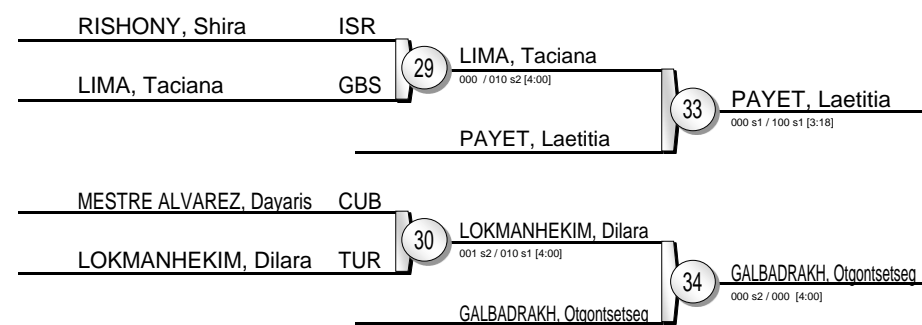 RISHONY, Shira ISR
LIMA, Taciana GBS
29
LIMA, Taciana
000 / 010 s2 [4:00]
PAYET, Laetitia
33
PAYET, Laetitia
000 s1 / 100 s1 [3:18]
MESTRE ALVAREZ, Dayaris CUB
LOKMANHEKIM, Dilara TUR
30
LOKMANHEKIM, Dilara
001 s2 / 010 s1 [4:00]
GALBADRAKH, Otgontsetseg
34
GALBADRAKH, Otgontsetseg
000 s2 / 000 [4:00]